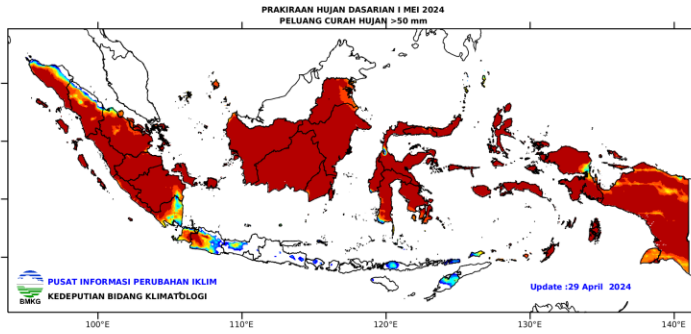 PRAKIRAAN HUJAN DASARIAN I MEI 2024
PELUANG CURAH HUJAN >50 mm
PUSAT INFORMASI PERUBAHAN IKLIM
KEDEPUTIAN BIDANG KLIMATOLOGI
BMKG
Update :29 April 2024
100°E 110°E 120°E 130°E 140°E